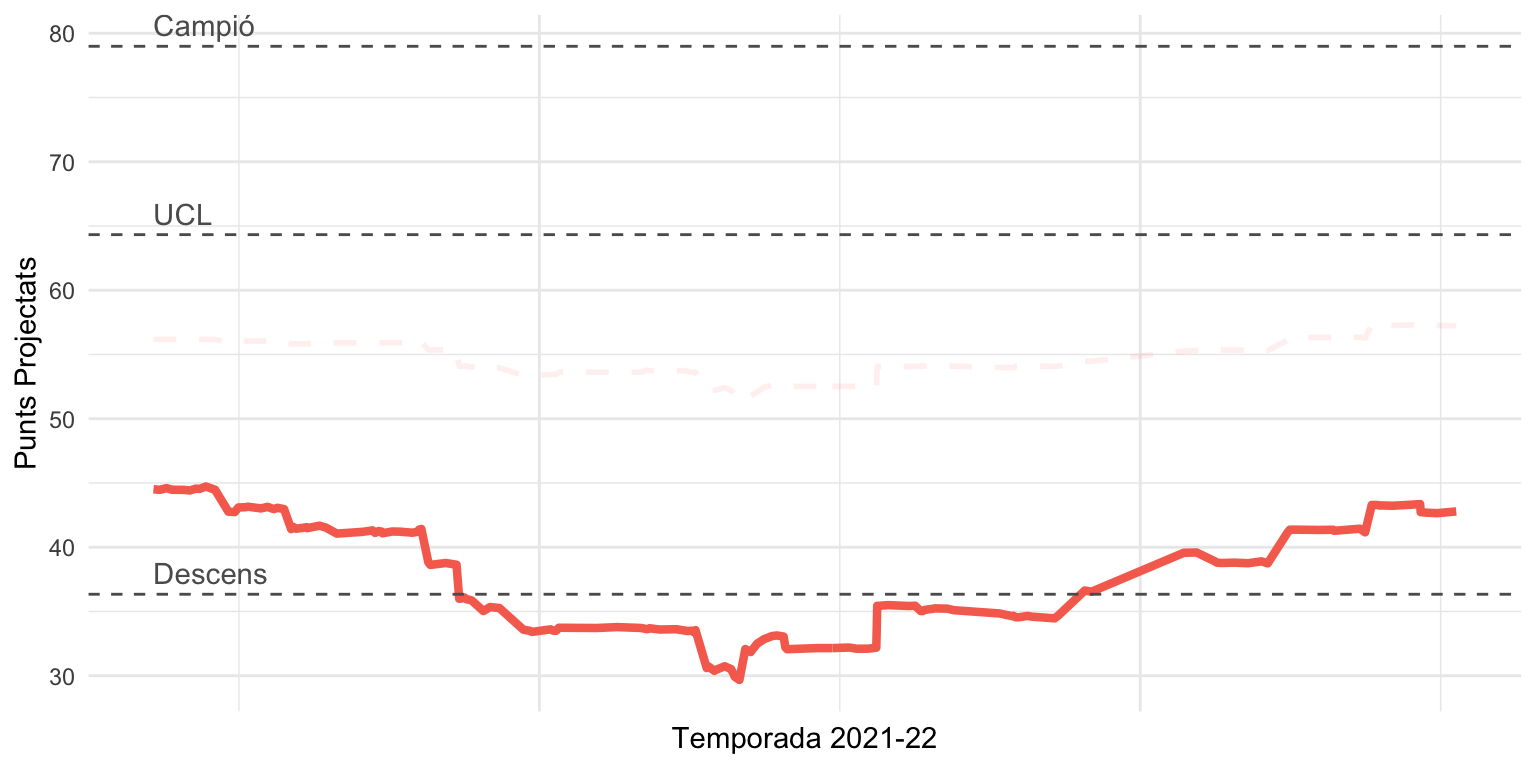 Campió
80
70
UCL
60
50
40
Descens
30
Punts Projectats
Temporada 2021-22